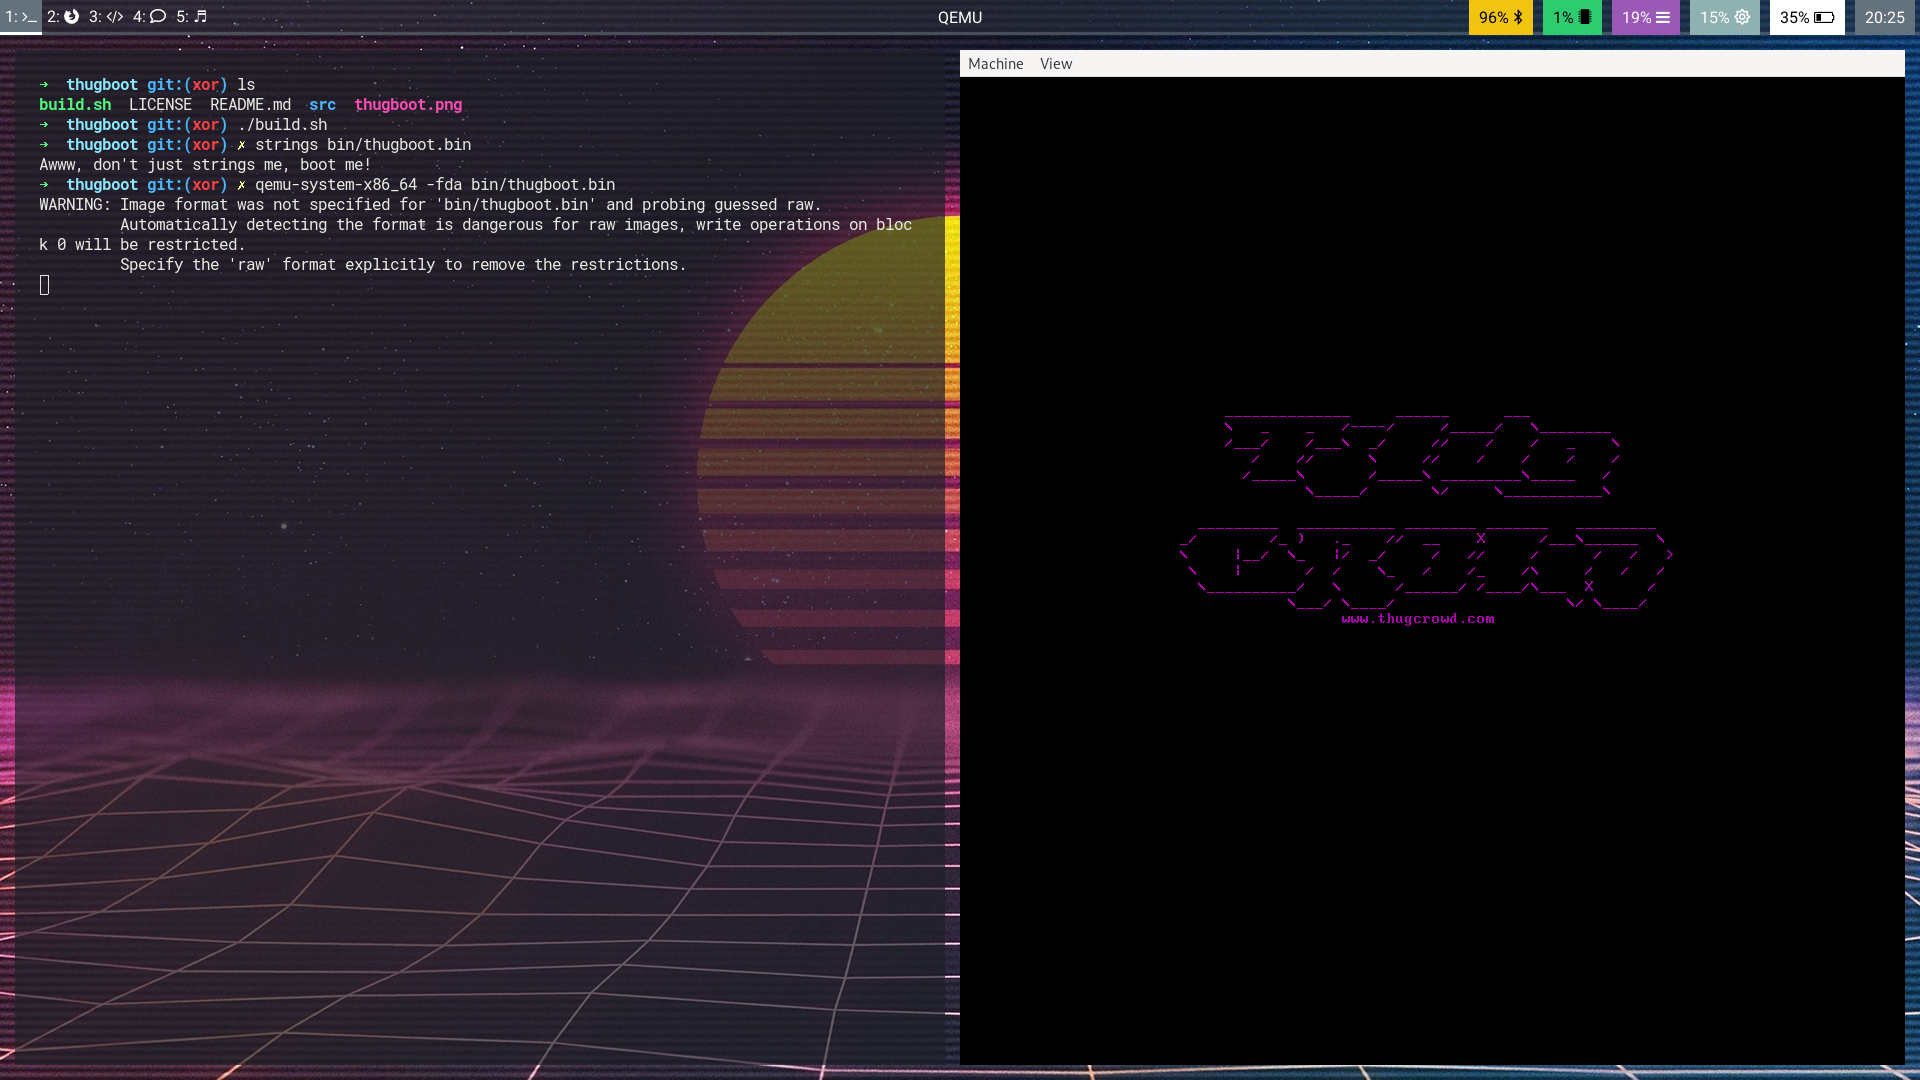 1: 2: 3: 4: 5:
QEMU
96% 1% 19% 15% 35% 20:25
Machine View
➜ thugboot git:(xor) ls
build.sh LICENSE README.md src thugboot.png
➜ thugboot git:(xor) ./build.sh
➜ thugboot git:(xor) ✗ strings bin/thugboot.bin
Awww, don't just strings me, boot me!
➜ thugboot git:(xor) ✗ qemu-system-x86_64 -fda bin/thugboot.bin
WARNING: Image format was not specified for 'bin/thugboot.bin' and probing guessed raw.
Automatically detecting the format is dangerous for raw images, write operations on bloc
k 0 will be restricted.
Specify the 'raw' format explicitly to remove the restrictions.
www.thugcrowd.com